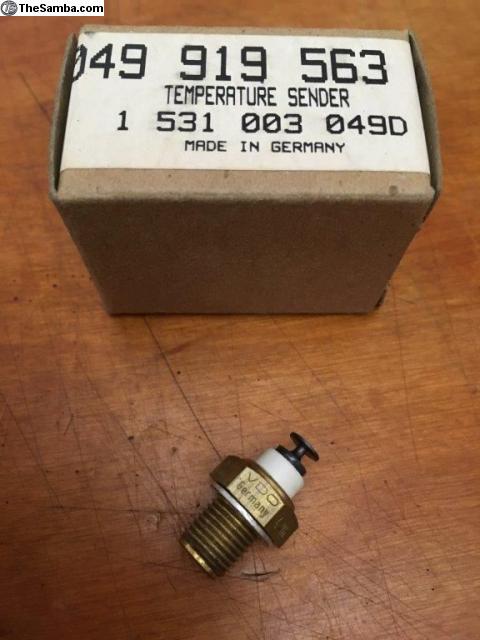 TheSamba.com
049 919 563
TEMPERATURE SENDER
1 531 003 049D
MADE IN GERMANY
VDO
Germany